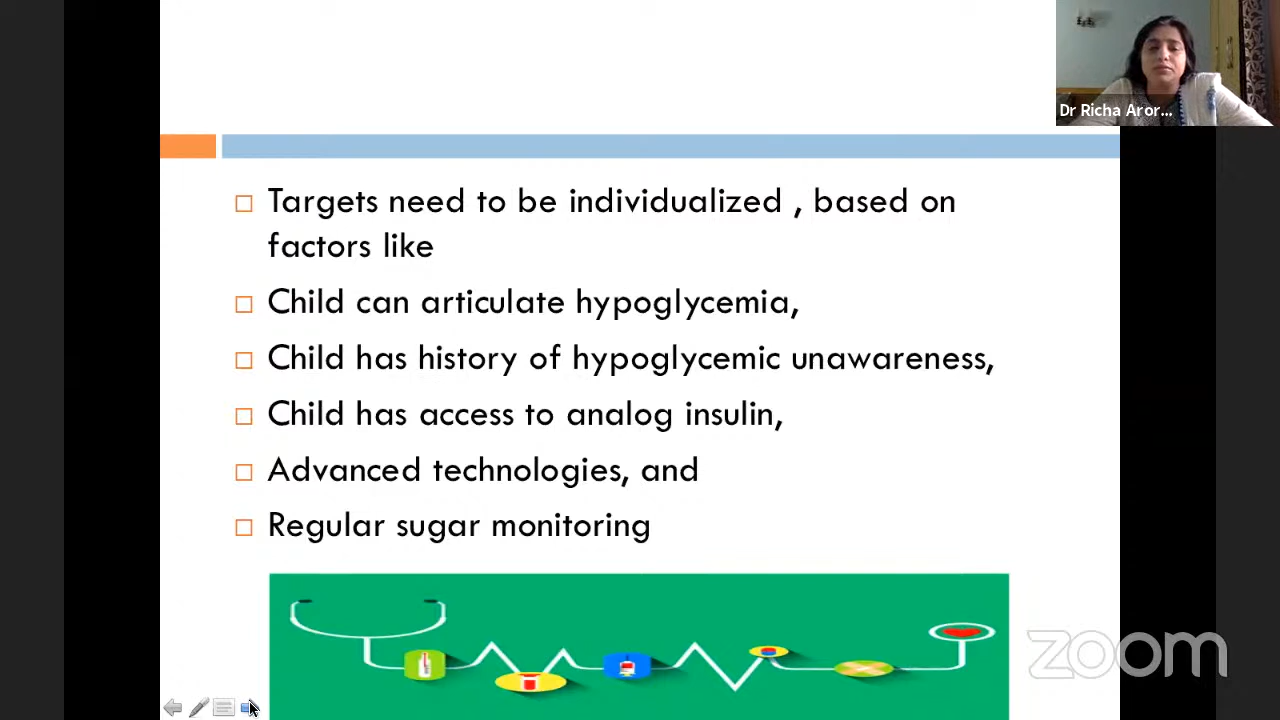 Dr Richa Aror...
Targets need to be individualized , based on
factors like
Child can articulate hypoglycemia,
Child has history of hypoglycemic unawareness,
Child has access to analog insulin,
Advanced technologies, and
Regular sugar monitoring
zoom